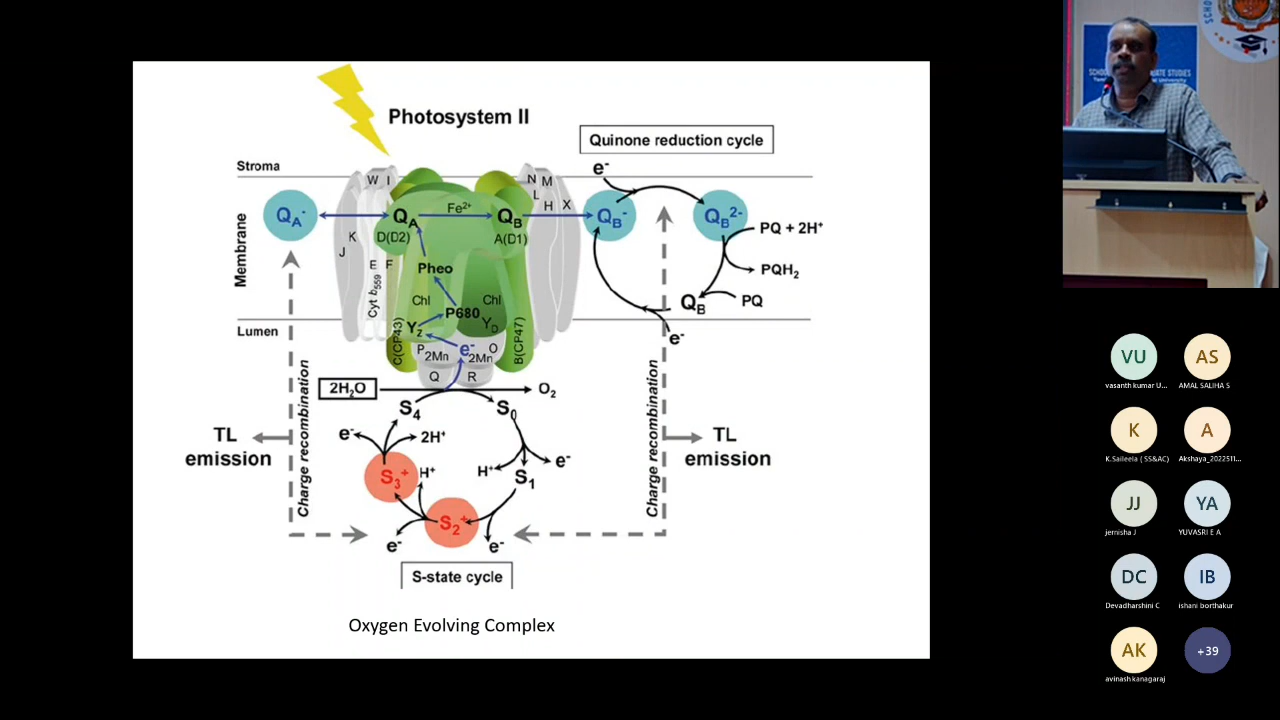 Photosystem II
Quinone reduction cycle
Stroma
Membrane
Lumen
e-
W I
N M
L
H X
QA-
QA
Fe2+
QB
QB-
QB2-
PQ + 2H+
D(D2)
A(D1)
K
J
E F
Cyt b559
Pheo
PQH2
Chl
Chl
P680
QB
PQ
YZ
YD
C(CP43)
B(CP47)
e-
P
2Mn
e-
2Mn
O
Q
R
2H2O
O2
S4
S0
Charge recombination
Charge recombination
TL
emission
TL
emission
e-
2H+
S3+
H+
H+
e-
S1
S2+
e-
e-
S-state cycle
Oxygen Evolving Complex
VU
AS
vasanth kumar U...
AMAL SALIHA S
K
A
K.Saileela ( SS&AC)
Akshaya_2022511...
JJ
YA
jernisha J
YUVASRI E A
DC
IB
Devadharshini C
ishani borthakur
AK
+39
avinash kanagaraj